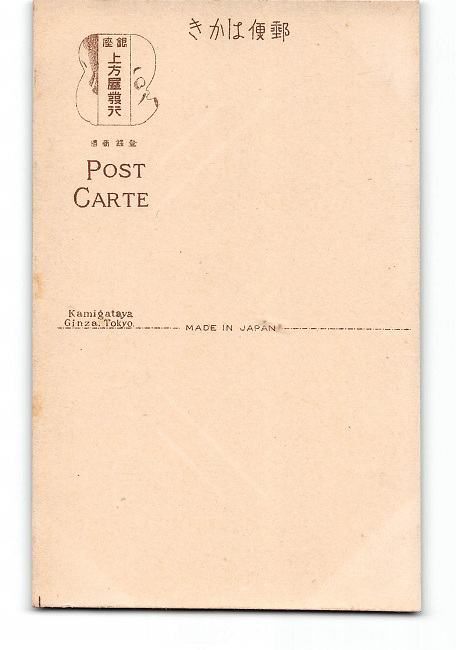 郵便はかき
銀座
上方屋發行
登錄商標
POST
CARTE
Kamigataya
Ginza. Tokyo.
MADE IN JAPAN